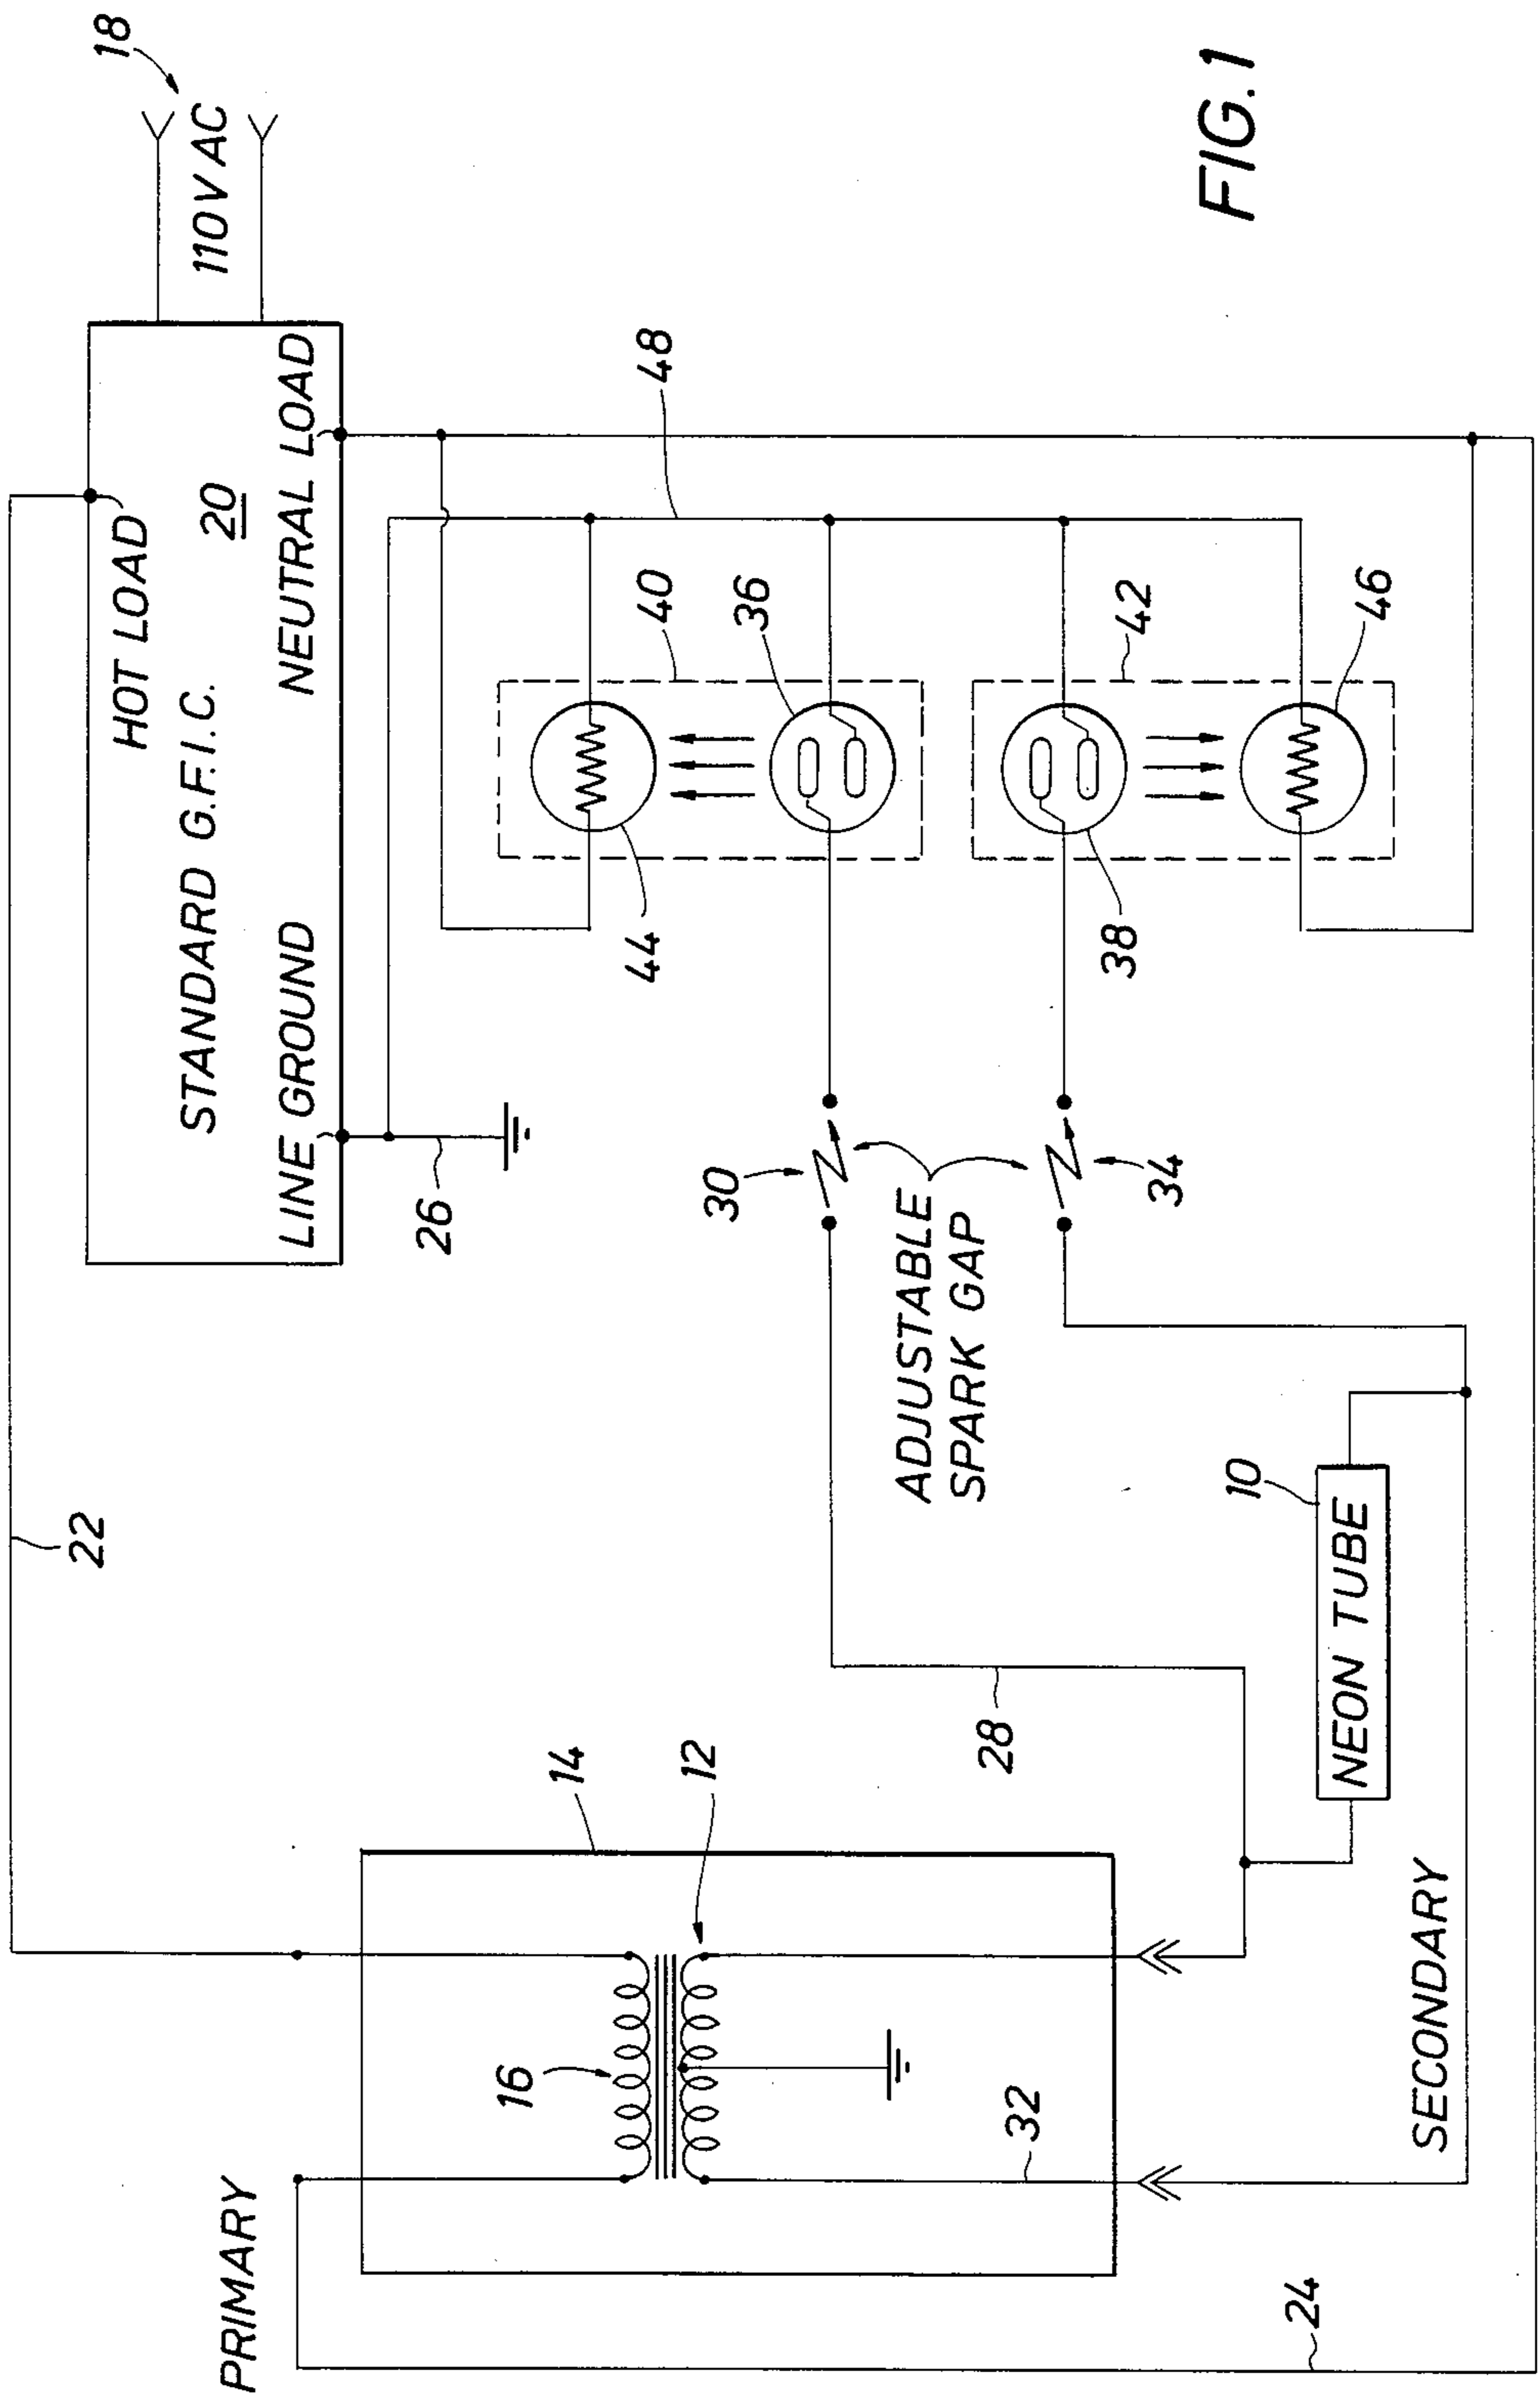 PRIMARY
22
HOT LOAD
STANDARD G.F.I.C.
20
LINE GROUND
NEUTRAL LOAD
18
110V AC
14
16
12
32
26
48
40
44
36
30
ADJUSTABLE
SPARK GAP
34
38
42
46
28
10
NEON TUBE
SECONDARY
24
FIG. 1